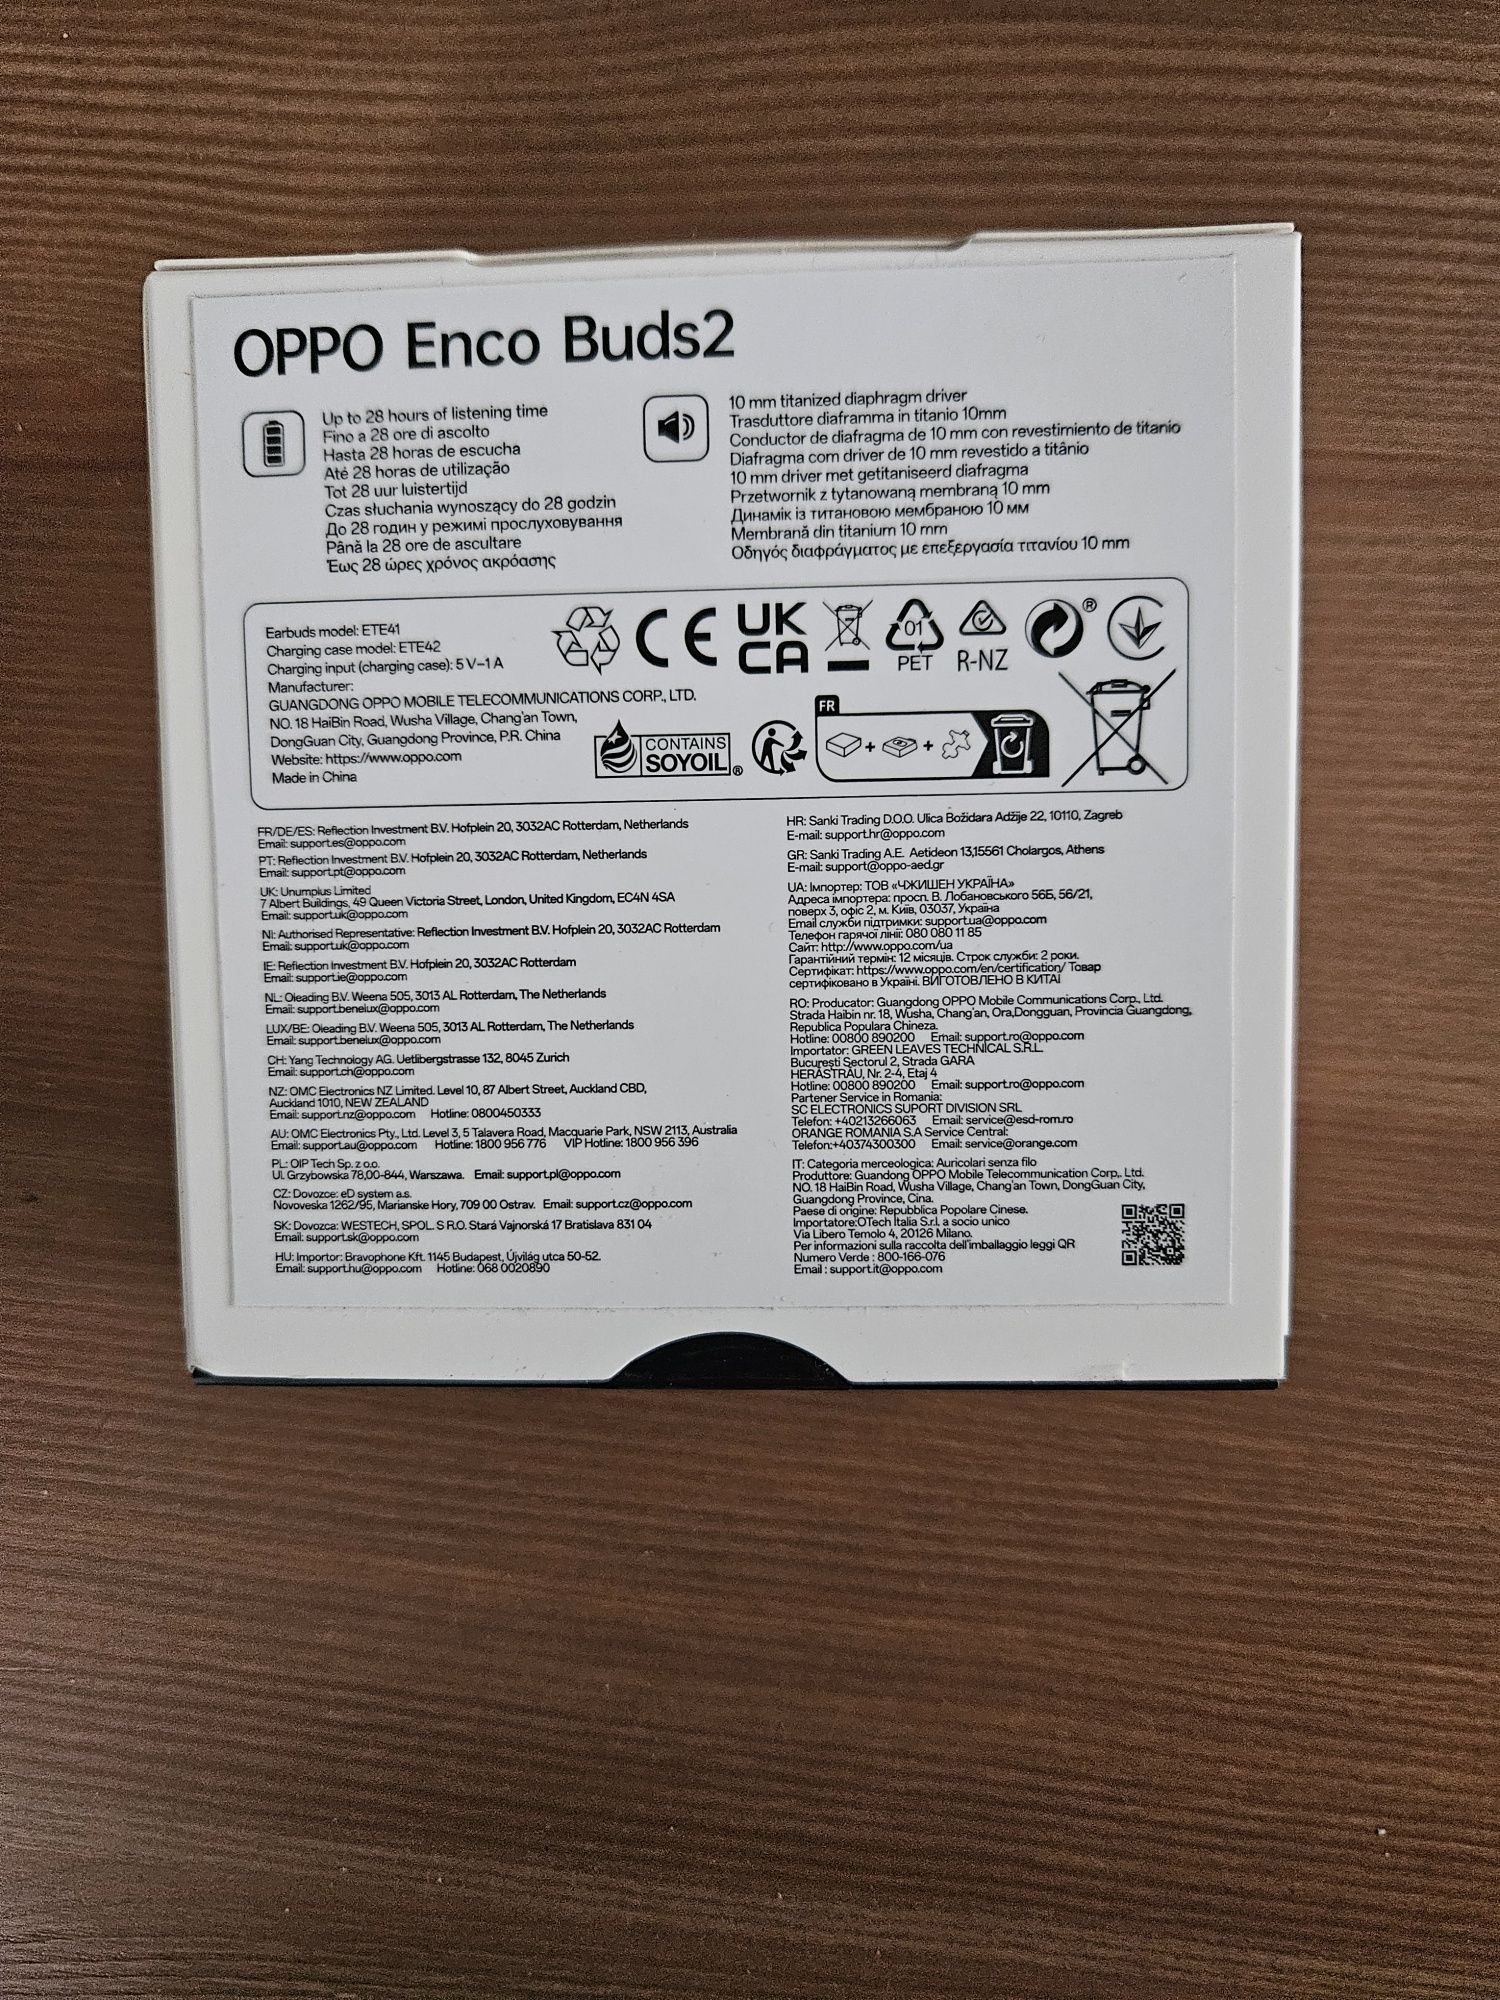 OPPO Enco Buds2
Up to 28 hours of listening time
Fino a 28 ore di ascolto
Hasta 28 horas de escucha
Até 28 horas de utilização
Tot 28 uur luistertijd
Czas słuchania wynoszący do 28 godzin
До 28 годин у режимі прослуховування
Până la 28 ore de ascultare
Έως 28 ώρες χρόνος ακρόασης
10 mm titanized diaphragm driver
Trasduttore diaframma in titanio 10mm
Conductor de diafragma de 10 mm con revestimiento de titanio
Diafragma com driver de 10 mm revestido a titânio
10 mm driver met getitaniseerd diafragma
Przetwornik z tytanowaną membraną 10 mm
Динамік із титановою мембраною 10 мм
Membrană din titanium 10 mm
Οδηγός διαφράγματος με επεξεργασία τιτανίου 10 mm
Earbuds model: ETE41
Charging case model: ETE42
Charging input (charging case): 5 V⎓1 A
Manufacturer:
GUANGDONG OPPO MOBILE TELECOMMUNICATIONS CORP., LTD.
NO. 18 HaiBin Road, Wusha Village, Chang'an Town,
DongGuan City, Guangdong Province, P.R. China
Website: https://www.oppo.com
Made in China
CE
UK
CA
01
PET
R-NZ
®
CONTAINS
SOYOIL®
FR
FR/DE/ES: Reflection Investment B.V. Hofplein 20, 3032AC Rotterdam, Netherlands
Email: support.es@oppo.com
PT: Reflection Investment B.V. Hofplein 20, 3032AC Rotterdam, Netherlands
Email: support.pt@oppo.com
UK: Unumplus Limited
7 Albert Buildings, 49 Queen Victoria Street, London, United Kingdom, EC4N 4SA
Email: support.uk@oppo.com
NI: Authorised Representative: Reflection Investment B.V. Hofplein 20, 3032AC Rotterdam
Email: support.uk@oppo.com
IE: Reflection Investment B.V. Hofplein 20, 3032AC Rotterdam
Email: support.ie@oppo.com
NL: Oleading B.V. Weena 505, 3013 AL Rotterdam, The Netherlands
Email: support.benelux@oppo.com
LUX/BE: Oleading B.V. Weena 505, 3013 AL Rotterdam, The Netherlands
Email: support.benelux@oppo.com
CH: Yang Technology AG. Uetlibergstrasse 132, 8045 Zurich
Email: support.ch@oppo.com
NZ: OMC Electronics NZ Limited. Level 10, 87 Albert Street, Auckland CBD,
Auckland 1010, NEW ZEALAND
Email: support.nz@oppo.com Hotline: 0800450333
AU: OMC Electronics Pty., Ltd. Level 3, 5 Talavera Road, Macquarie Park, NSW 2113, Australia
Email: support.au@oppo.com Hotline: 1800 956 776 VIP Hotline: 1800 956 396
PL: OIP Tech Sp. z o.o.
Ul. Grzybowska 78,00-844, Warszawa. Email: support.pl@oppo.com
CZ: Dovozce: eD system a.s.
Novoveska 1262/95, Marianske Hory, 709 00 Ostrav. Email: support.cz@oppo.com
SK: Dovozca: WESTECH, SPOL. S R.O. Stará Vajnorská 17 Bratislava 831 04
Email: support.sk@oppo.com
HU: Importor: Bravophone Kft. 1145 Budapest, Újvilág utca 50-52.
Email: support.hu@oppo.com Hotline: 068 0020890
HR: Sanki Trading D.O.O. Ulica Božidara Adžije 22, 10110, Zagreb
E-mail: support.hr@oppo.com
GR: Sanki Trading A.E. Aetideon 13,15561 Cholargos, Athens
E-mail: support@oppo-aed.gr
UA: Імпортер: ТОВ «ЧЖИШЕН УКРАЇНА»
Адреса імпортера: просп. В. Лобановського 56Б, 56/21,
поверх 3, офіс 2, м. Київ, 03037, Україна
Email служби підтримки: support.ua@oppo.com
Телефон гарячої лінії: 080 080 11 85
Сайт: http://www.oppo.com/ua
Гарантійний термін: 12 місяців. Строк служби: 2 роки.
Сертифікат: https://www.oppo.com/en/certification/ Товар
сертифіковано в Україні. ВИГОТОВЛЕНО В КИТАЇ
RO: Producator: Guangdong OPPO Mobile Communications Corp., Ltd.
Strada Haibin nr. 18, Wusha, Chang'an, Ora,Dongguan, Provincia Guangdong,
Republica Populara Chineza.
Hotline: 00800 890200 Email: support.ro@oppo.com
Importator: GREEN LEAVES TECHNICAL S.R.L.
București Sectorul 2, Strada GARA
HERĂSTRĂU, Nr. 2-4, Etaj 4
Hotline: 00800 890200 Email: support.ro@oppo.com
Partener Service in Romania:
SC ELECTRONICS SUPORT DIVISION SRL
Telefon: +40213266063 Email: service@esd-rom.ro
ORANGE ROMANIA S.A Service Central:
Telefon:+40374300300 Email: service@orange.com
IT: Categoria merceologica: Auricolari senza filo
Produttore: Guandong OPPO Mobile Telecommunication Corp., Ltd.
NO. 18 HaiBin Road, Wusha Village, Chang'an Town, DongGuan City,
Guangdong Province, Cina.
Paese di origine: Repubblica Popolare Cinese.
Importatore:OTech Italia S.r.l. a socio unico
Via Libero Temolo 4, 20126 Milano.
Per informazioni sulla raccolta dell'imballaggio leggi QR
Numero Verde : 800-166-076
Email : support.it@oppo.com